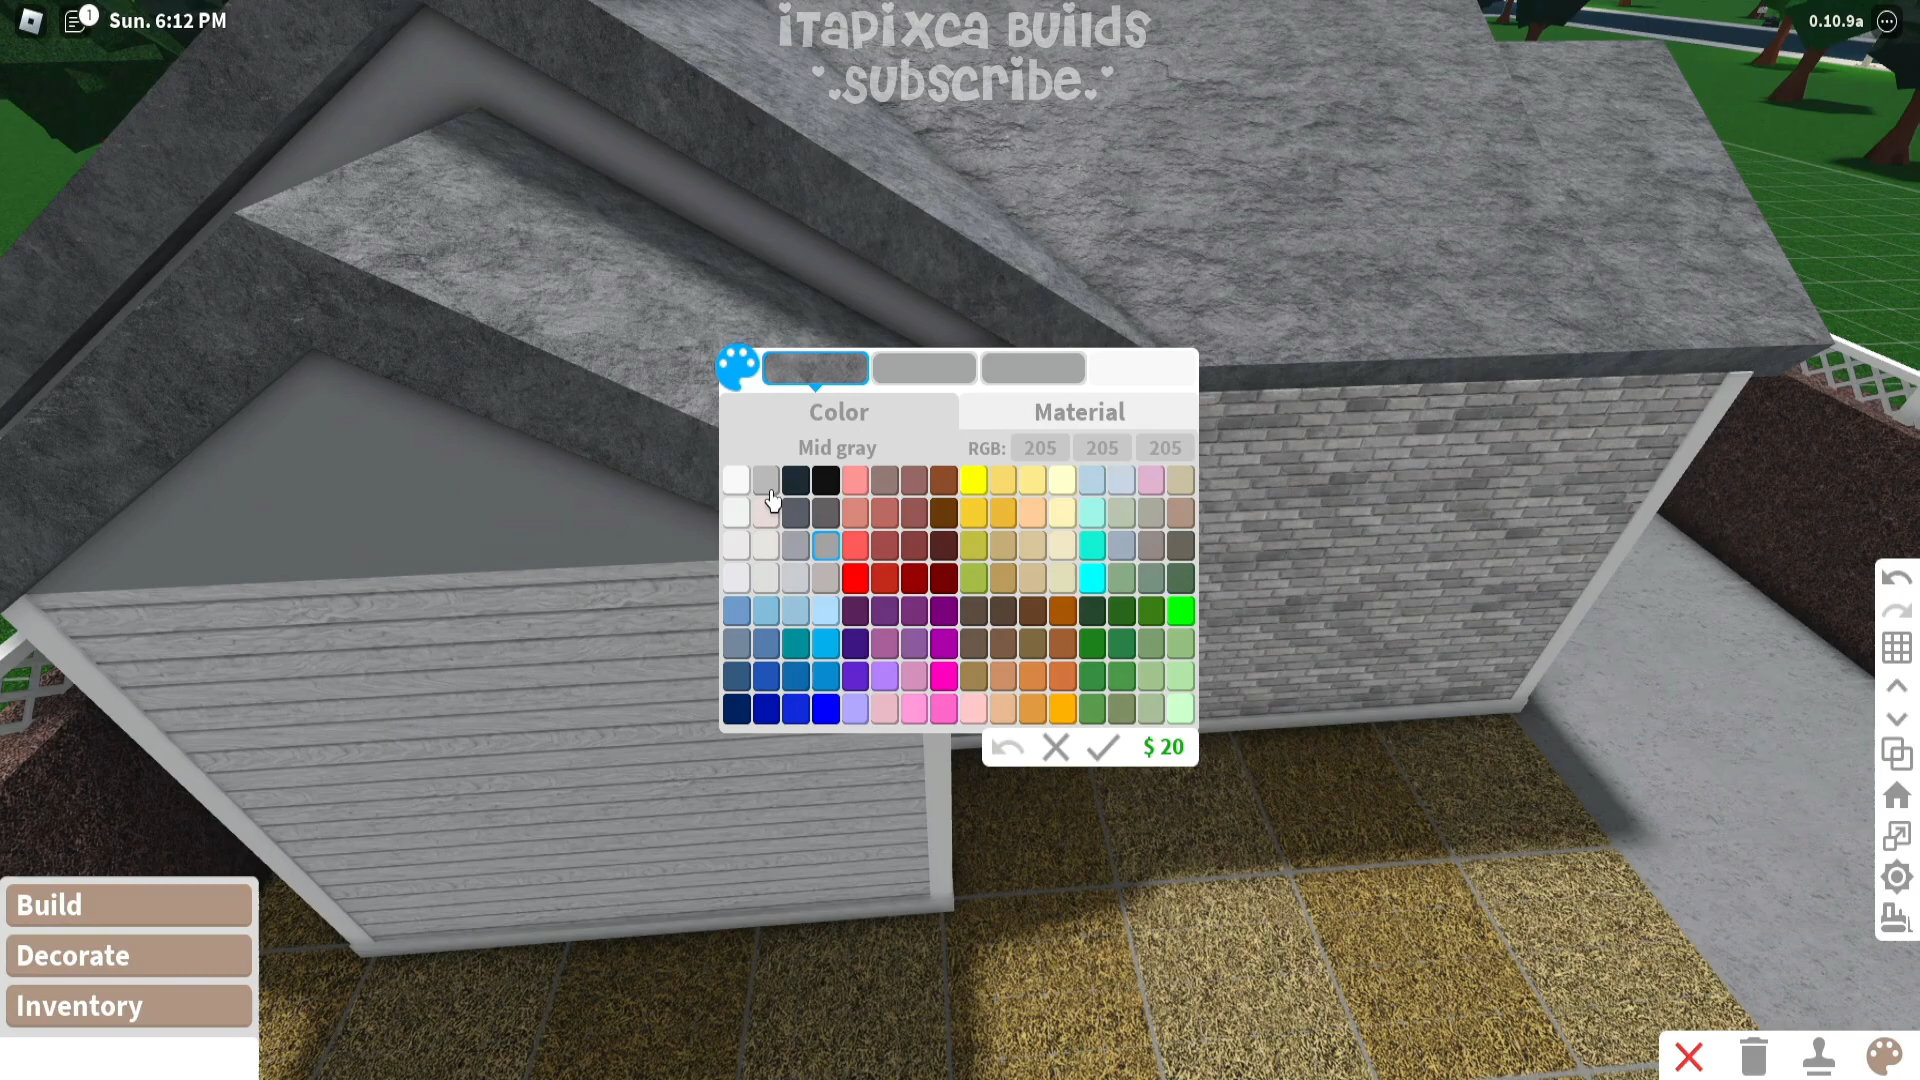 1
Sun. 6:12 PM
iTapixca Builds
subscribe.
0.10.9a
Color
Material
Mid gray
RGB: 205 205 205
$ 20
Build
Decorate
Inventory